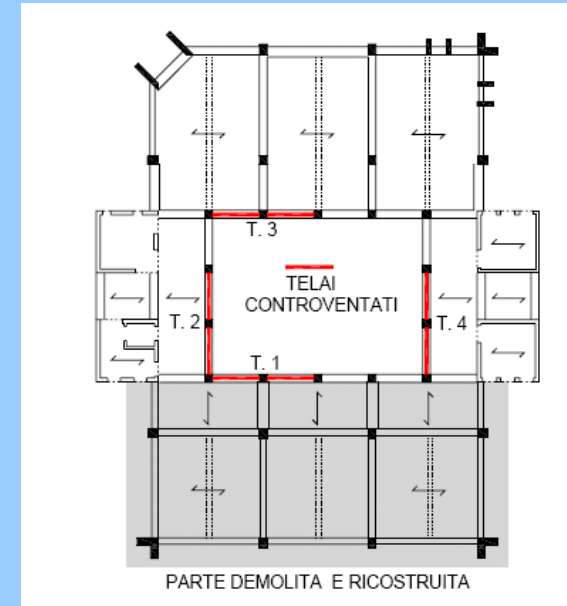 T. 3
TELAI
CONTROVENTATI
T. 2
T. 4
T. 1
PARTE DEMOLITA E RICOSTRUITA